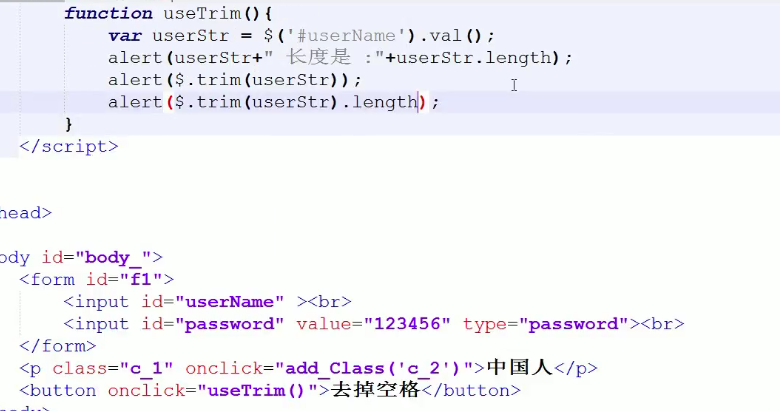 function useTrim(){
var userStr = $('#userName').val();
alert(userStr+" 长度是 :"+userStr.length);
alert($.trim(userStr));
alert($.trim(userStr).length);
}
</script>
head>
ody id="body_">
<form id="f1">
<input id="userName" ><br>
<input id="password" value="123456" type="password"><br>
</form>
<p class="c_1" onclick="add_Class('c_2')">中国人</p>
<button onclick="useTrim()">去掉空格</button>